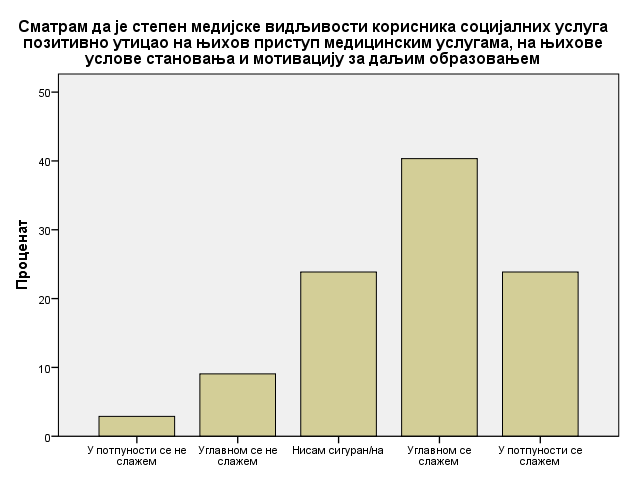 Сматрам да је степен медијске видљивости корисника социјалних услуга
позитивно утицао на њихов приступ медицинским услугама, на њихове
услове становања и мотивацију за даљим образовањем
Проценат
50
40
30
20
10
0
У потпуности се не
слажем
Углавном се не
слажем
Нисам сигуран/на
Углавном се
слажем
У потпуности се
слажем